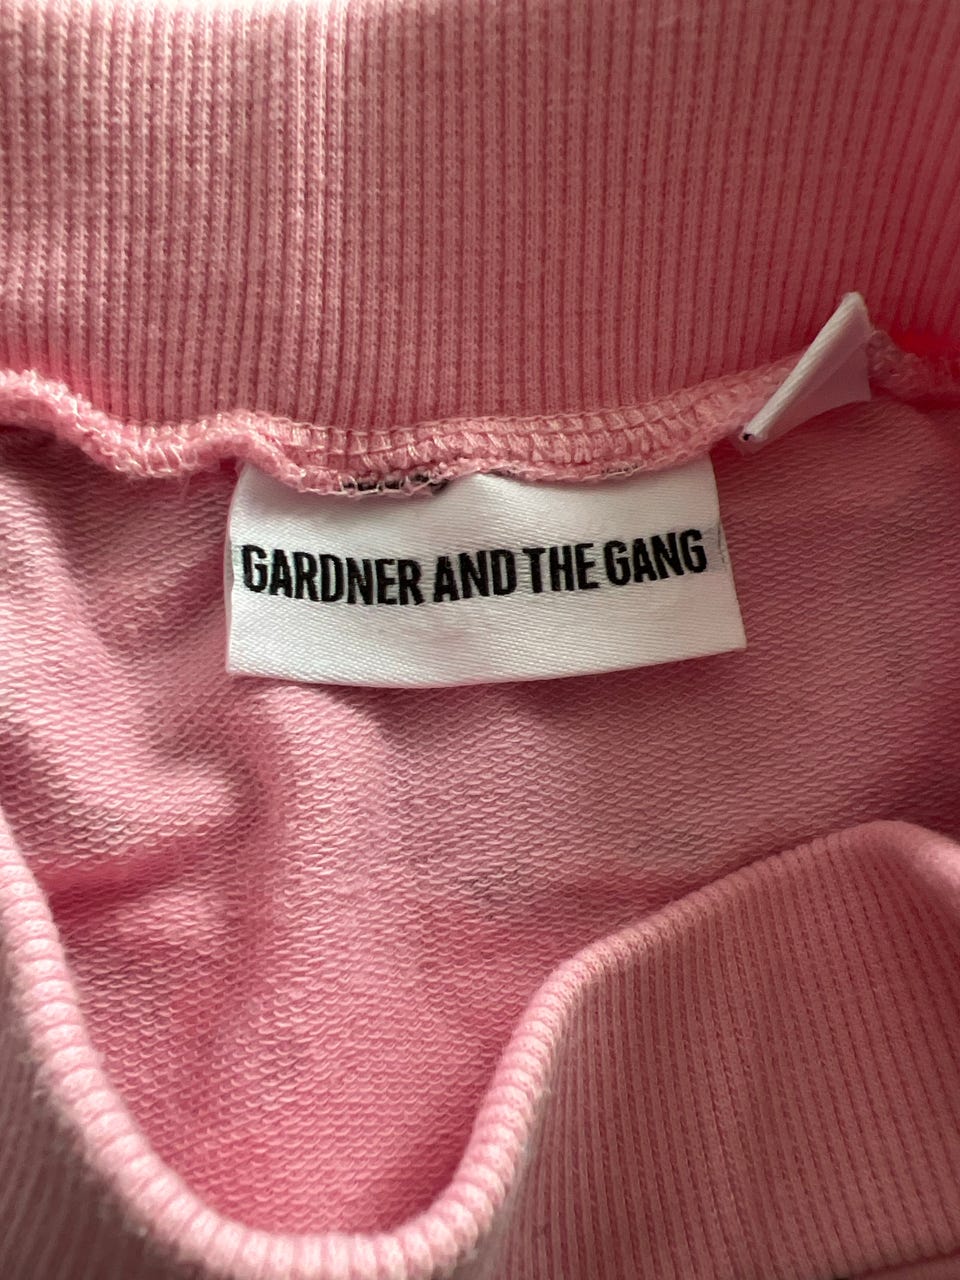 GARDNER AND THE GANG